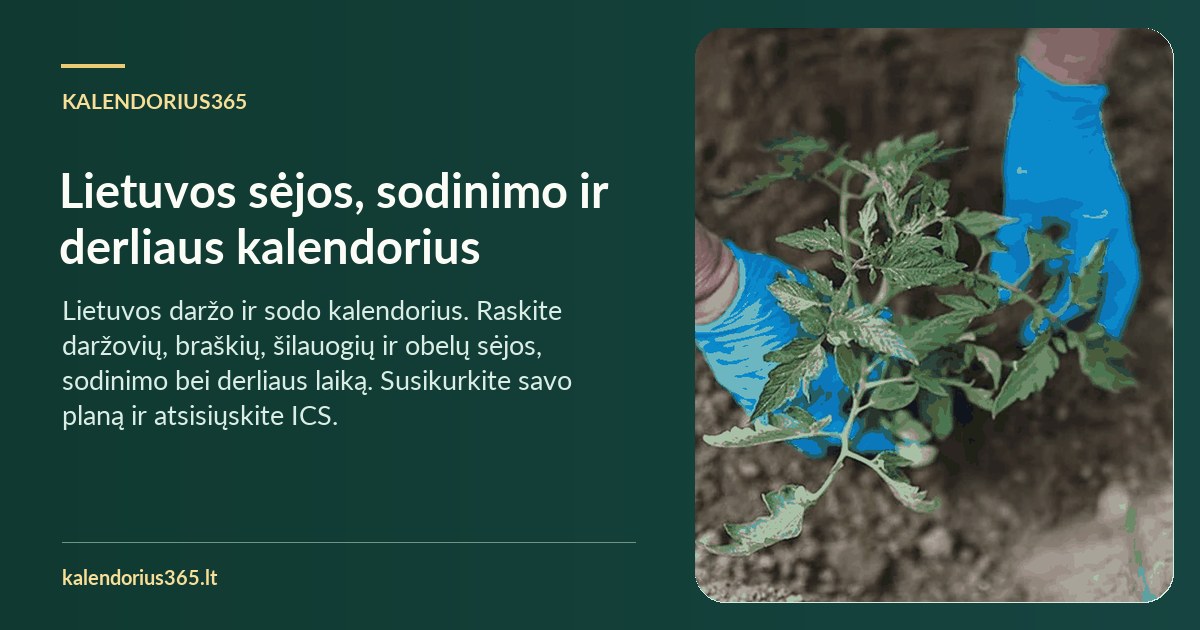 KALENDORIUS365
Lietuvos sėjos, sodinimo ir
derliaus kalendorius
Lietuvos daržo ir sodo kalendorius. Raskite
daržovių, braškių, šilauogių ir obelų sėjos,
sodinimo bei derliaus laiką. Susikurkite savo
planą ir atsisiųskite ICS.
kalendorius365.lt